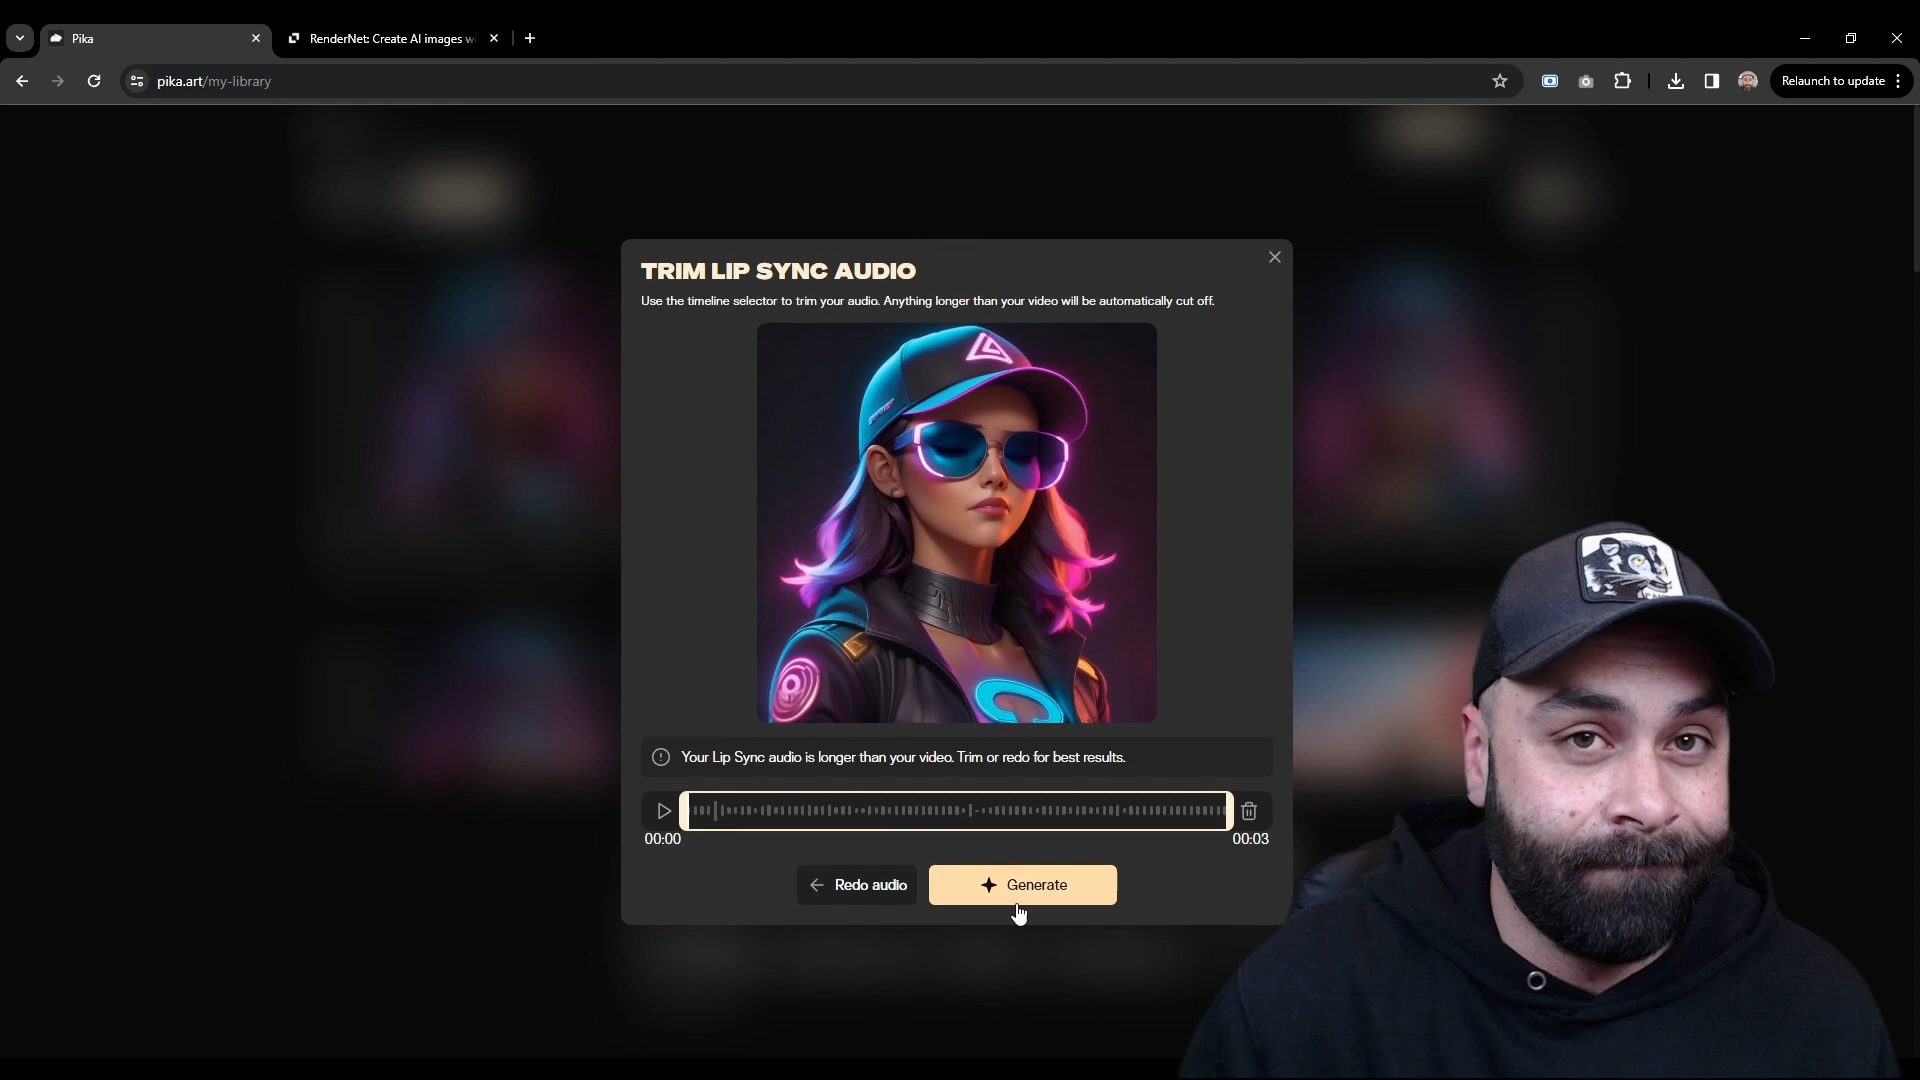 Pika
RenderNet: Create AI images w
pika.art/my-library
Relaunch to update
TRIM LIP SYNC AUDIO
Use the timeline selector to trim your audio. Anything longer than your video will be automatically cut off.
Your Lip Sync audio is longer than your video. Trim or redo for best results.
00:00
00:03
Redo audio
Generate